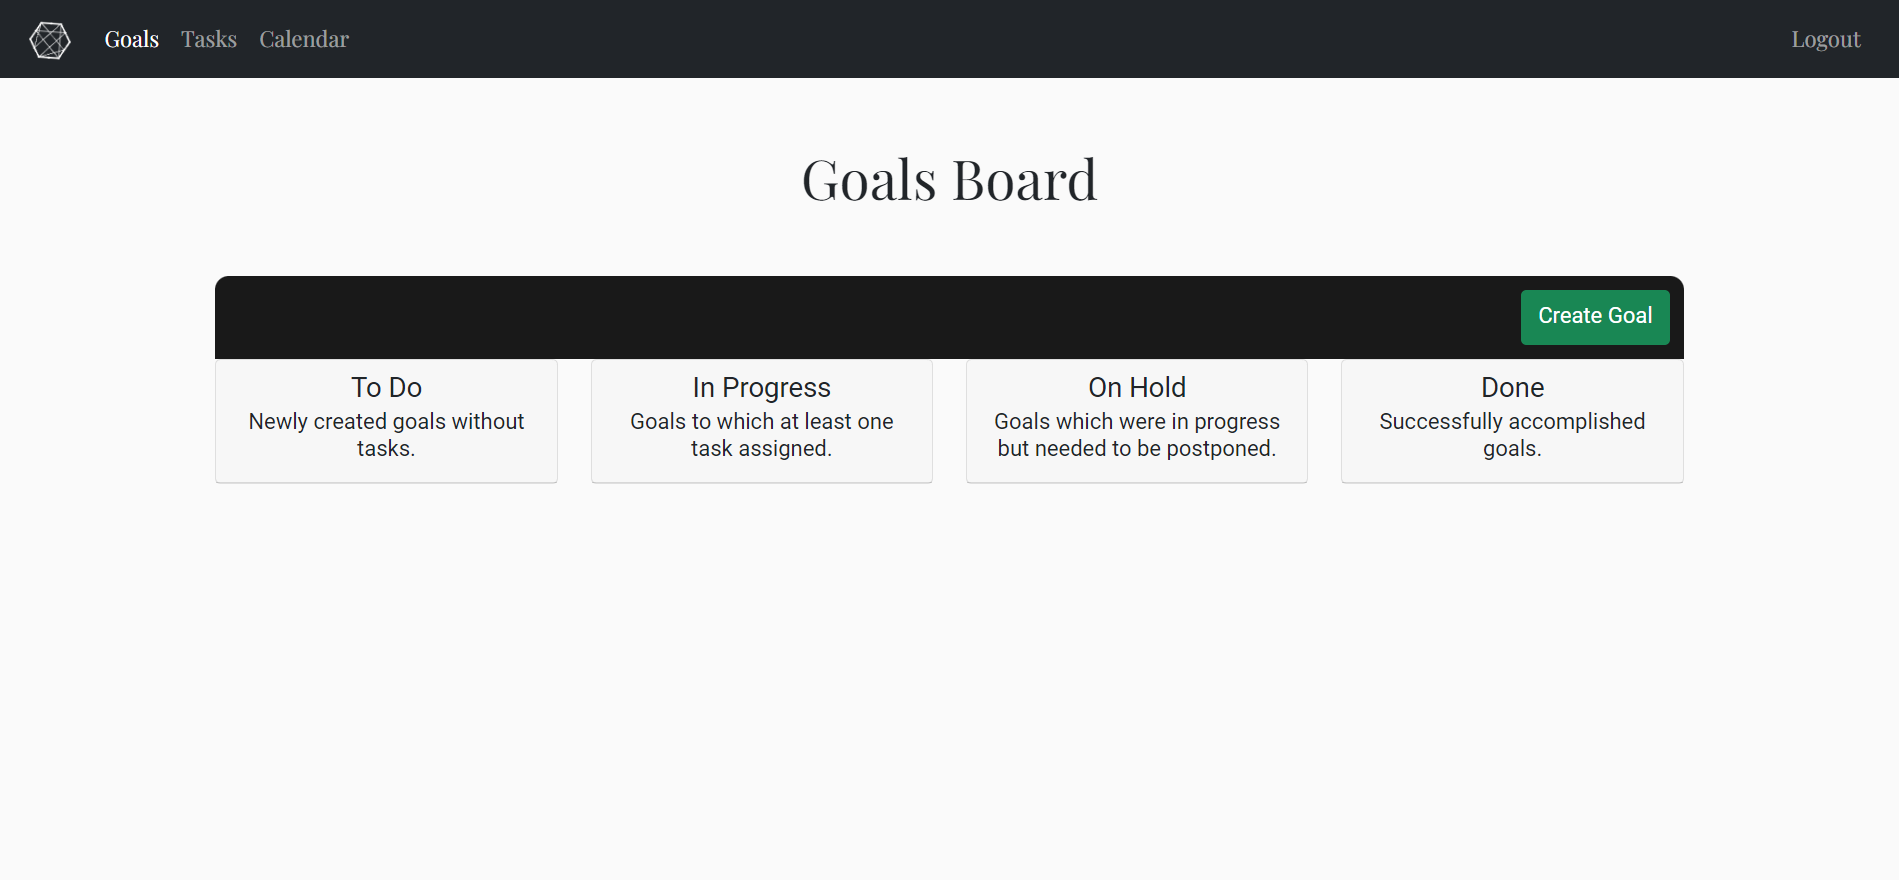 Goals Tasks Calendar Logout
Goals Board
Create Goal
To Do
Newly created goals without
tasks.
In Progress
Goals to which at least one
task assigned.
On Hold
Goals which were in progress
but needed to be postponed.
Done
Successfully accomplished
goals.